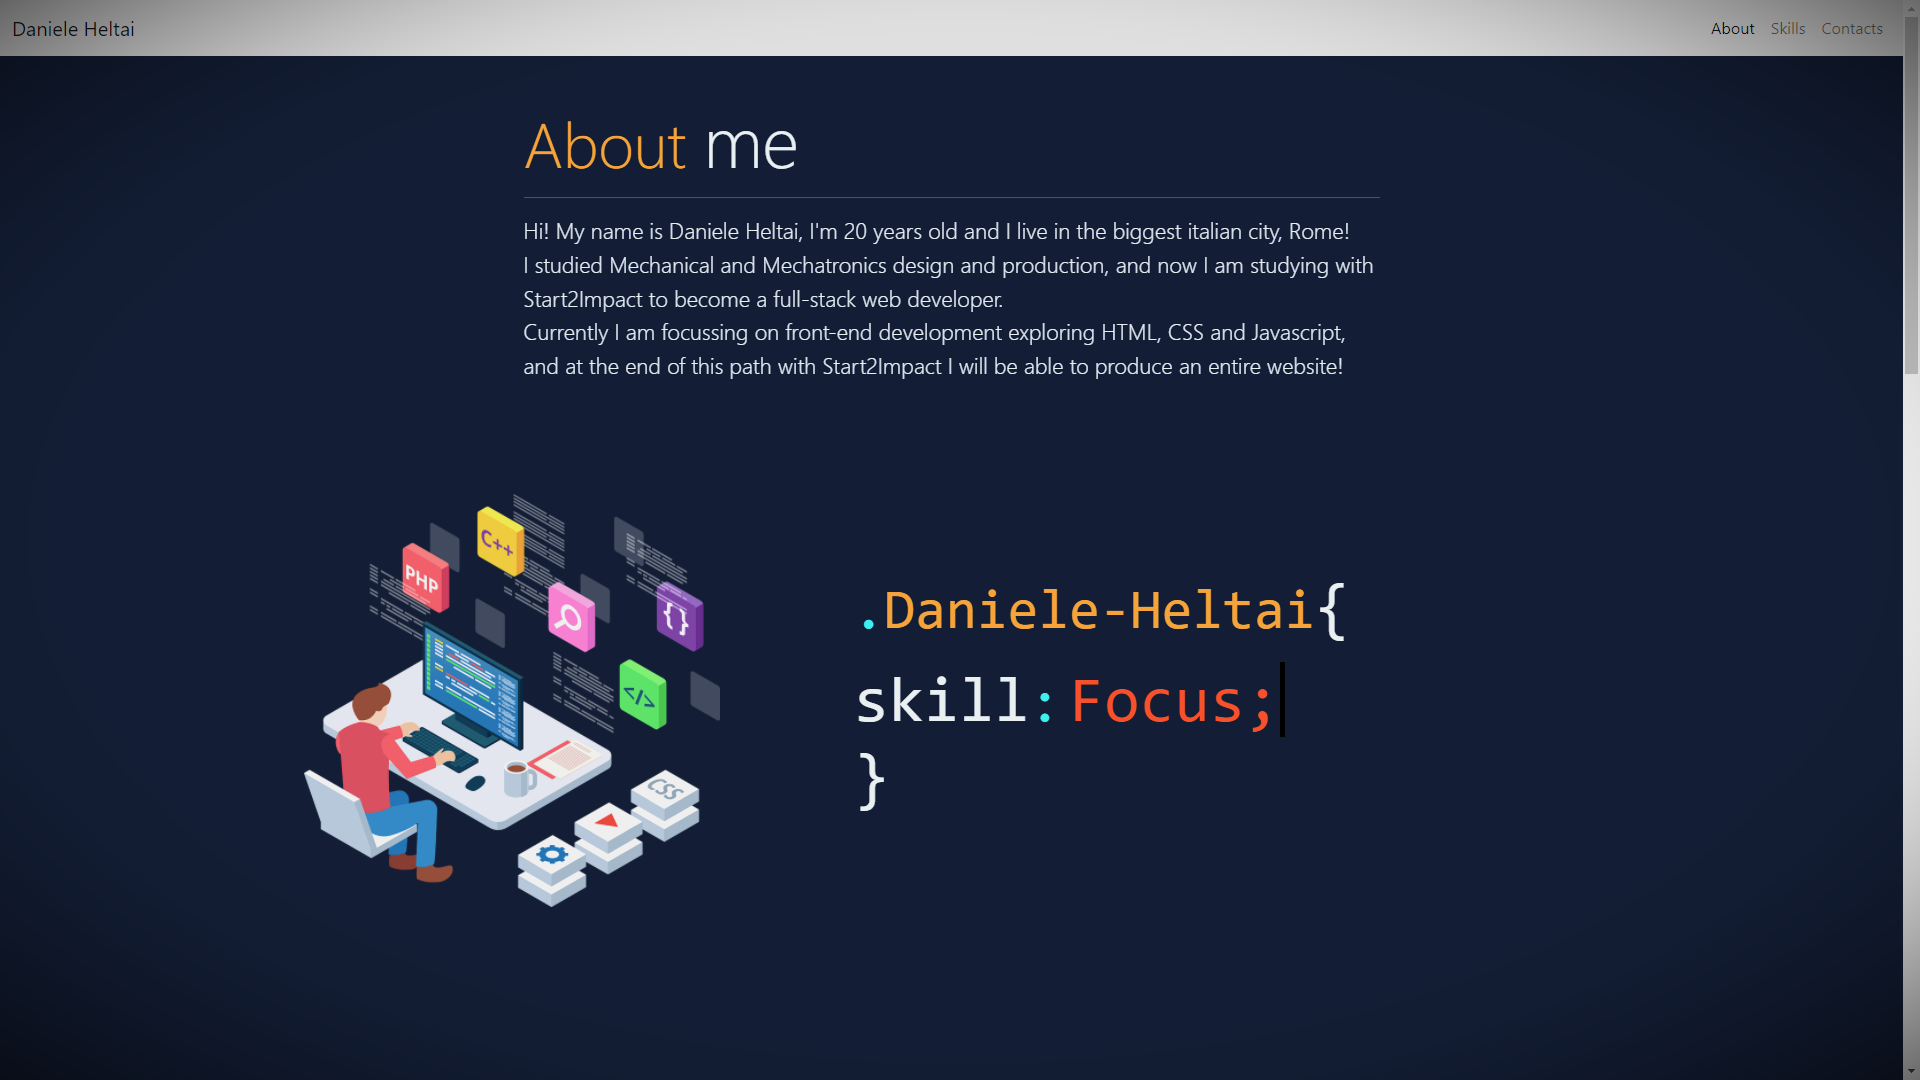 Daniele Heltai
About Skills Contacts
About me
Hi! My name is Daniele Heltai, I'm 20 years old and I live in the biggest italian city, Rome!
I studied Mechanical and Mechatronics design and production, and now I am studying with
Start2Impact to become a full-stack web developer.
Currently I am focussing on front-end development exploring HTML, CSS and Javascript,
and at the end of this path with Start2Impact I will be able to produce an entire website!
C++
PHP
{ }
</>
CSS
.Daniele-Heltai{
skill: Focus;
}